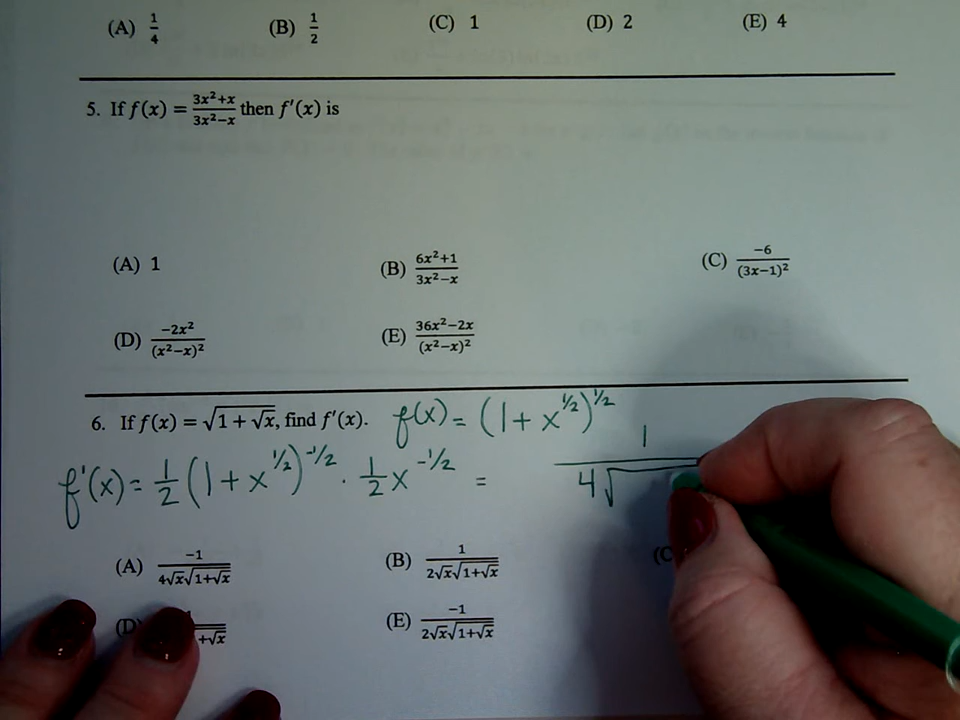 (A) 1/4 (B) 1/2 (C) 1 (D) 2 (E) 4
5. If f(x) = (3x²+x)/(3x²−x) then f′(x) is
(A) 1 (B) (6x²+1)/(3x²−x) (C) −6/(3x−1)²
(D) −2x²/(x²−x)² (E) (36x²−2x)/(x²−x)²
6. If f(x) = √(1+√x), find f′(x). f(x) = (1 + x^(1/2))^(1/2)
f'(x) = 1/2 (1 + x^(1/2))^(-1/2) · 1/2 x^(-1/2) = 1/(4√
(A) −1/(4√x√(1+√x)) (B) 1/(2√x√(1+√x)) (C
(D) +√x (E) −1/(2√x√(1+√x))